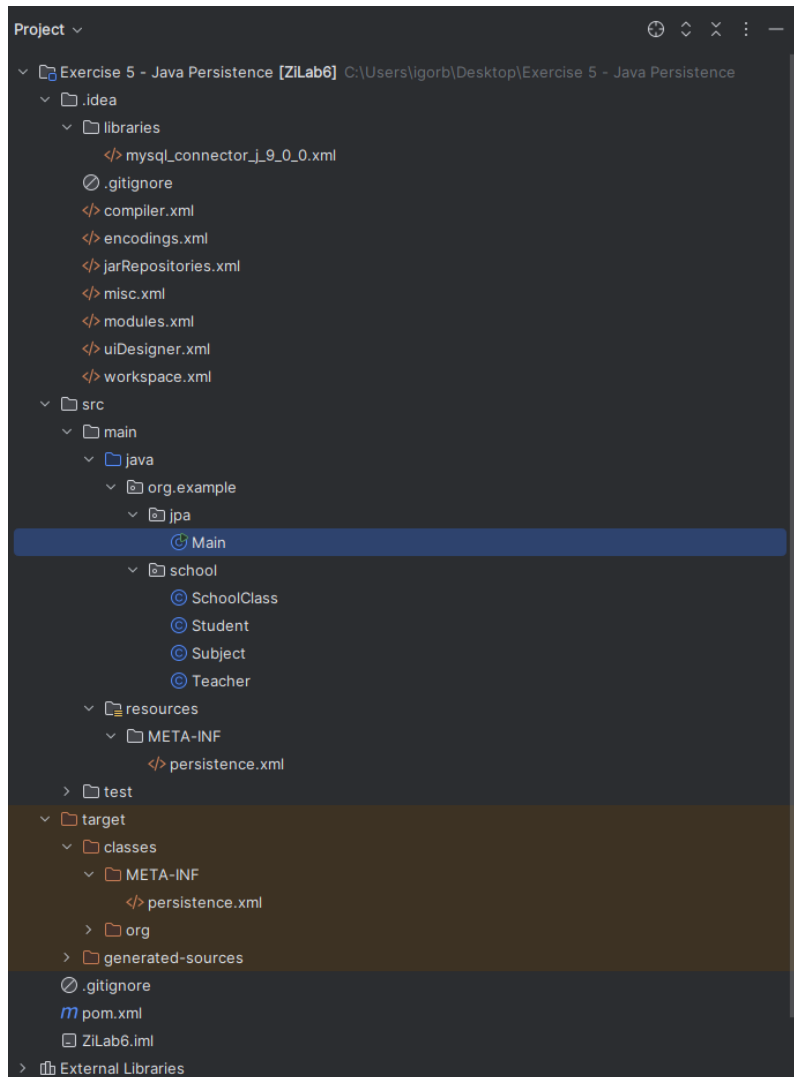 Project
Exercise 5 - Java Persistence [ZiLab6] C:\Users\igorb\Desktop\Exercise 5 - Java Persistence
.idea
libraries
mysql_connector_j_9_0_0.xml
.gitignore
compiler.xml
encodings.xml
jarRepositories.xml
misc.xml
modules.xml
uiDesigner.xml
workspace.xml
src
main
java
org.example
jpa
Main
school
SchoolClass
Student
Subject
Teacher
resources
META-INF
persistence.xml
test
target
classes
META-INF
persistence.xml
org
generated-sources
.gitignore
pom.xml
ZiLab6.iml
External Libraries